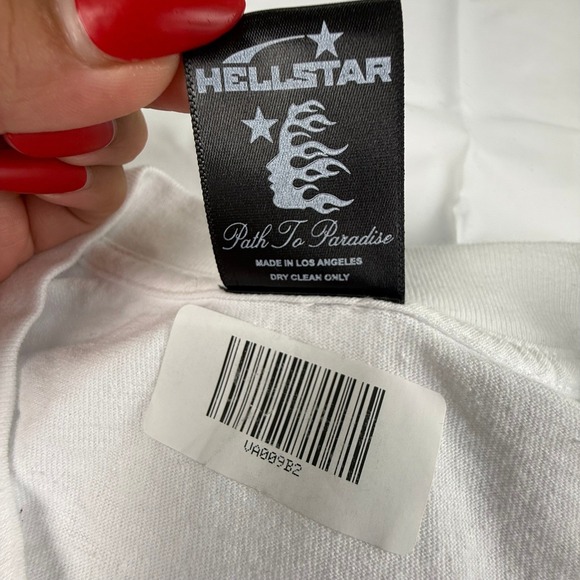 HELLSTAR
Path To Paradise
MADE IN LOS ANGELES
DRY CLEAN ONLY
VA009B2